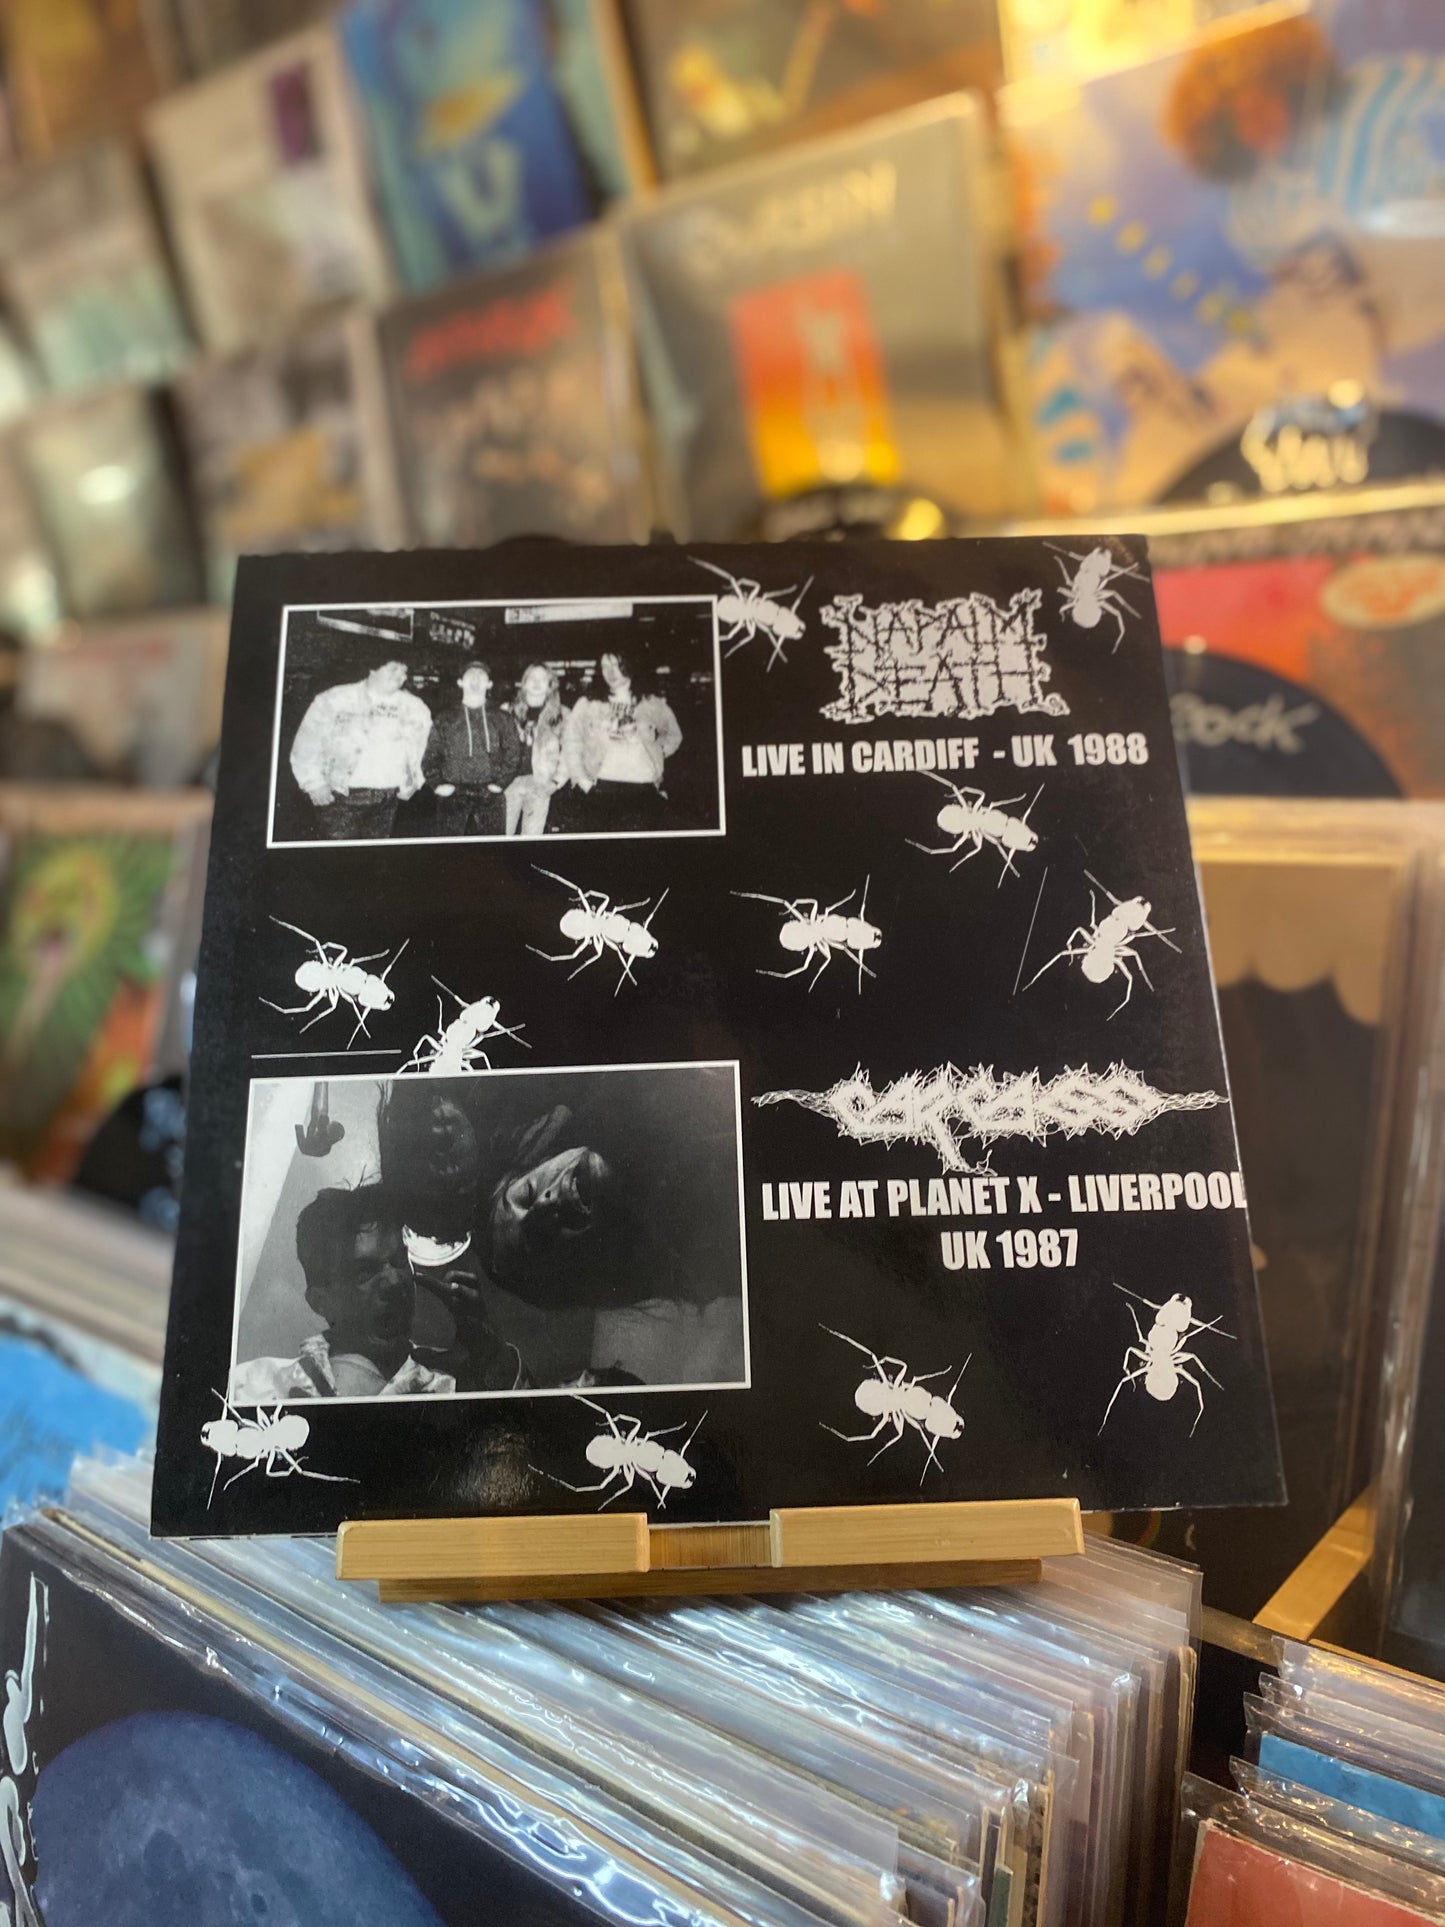 NAPALM
DEATH
LIVE IN CARDIFF - UK 1988
CARCASS
LIVE AT PLANET X - LIVERPOOL
UK 1987